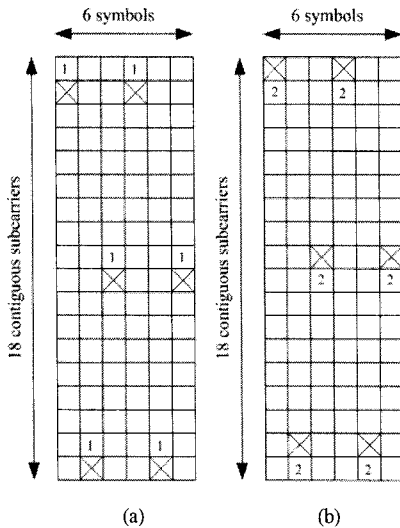 6 symbols
6 symbols
18 contiguous subcarriers
18 contiguous subcarriers
1 1
1 1
1 1
2 2
2 2
2 2
(a)
(b)